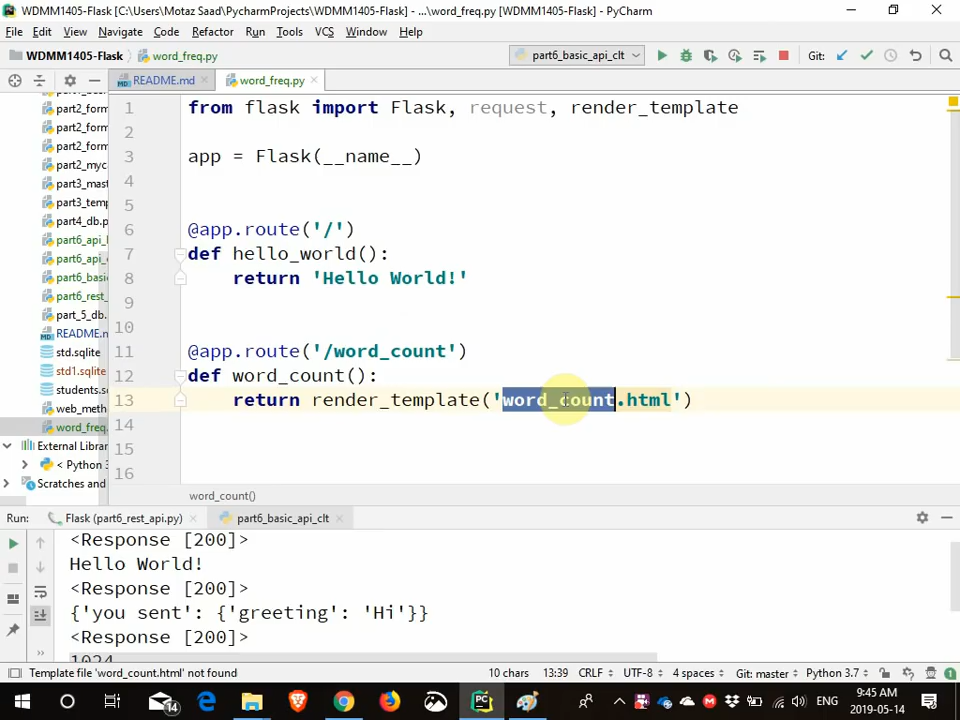 WDMM1405-Flask [C:\Users\Motaz Saad\PycharmProjects\WDMM1405-Flask] - ...\word_freq.py [WDMM1405-Flask] - PyCharm
File Edit View Navigate Code Refactor Run Tools VCS Window Help
WDMM1405-Flask word_freq.py part6_basic_api_clt Git:
README.md word_freq.py
part2_form
part2_form
part2_myca
part3_mast
part3_temp
part4_db.p
part6_api_
part6_api_
part6_basi
part6_rest_
part_5_db.
README.m
std.sqlite
std1.sqlite
students.s
web_metho
word_freq.
External Librar
< Python 3
Scratches and
1 from flask import Flask, request, render_template
2
3 app = Flask(__name__)
4
5
6 @app.route('/')
7 def hello_world():
8 return 'Hello World!'
9
10
11 @app.route('/word_count')
12 def word_count():
13 return render_template('word_count.html')
14
15
16
word_count()
Run: Flask (part6_rest_api.py) part6_basic_api_clt
<Response [200]>
Hello World!
<Response [200]>
{'you sent': {'greeting': 'Hi'}}
<Response [200]>
1024
Template file 'word_count.html' not found 10 chars 13:39 CRLF UTF-8 4 spaces Git: master Python 3.7
14 ENG 9:45 AM
2019-05-14